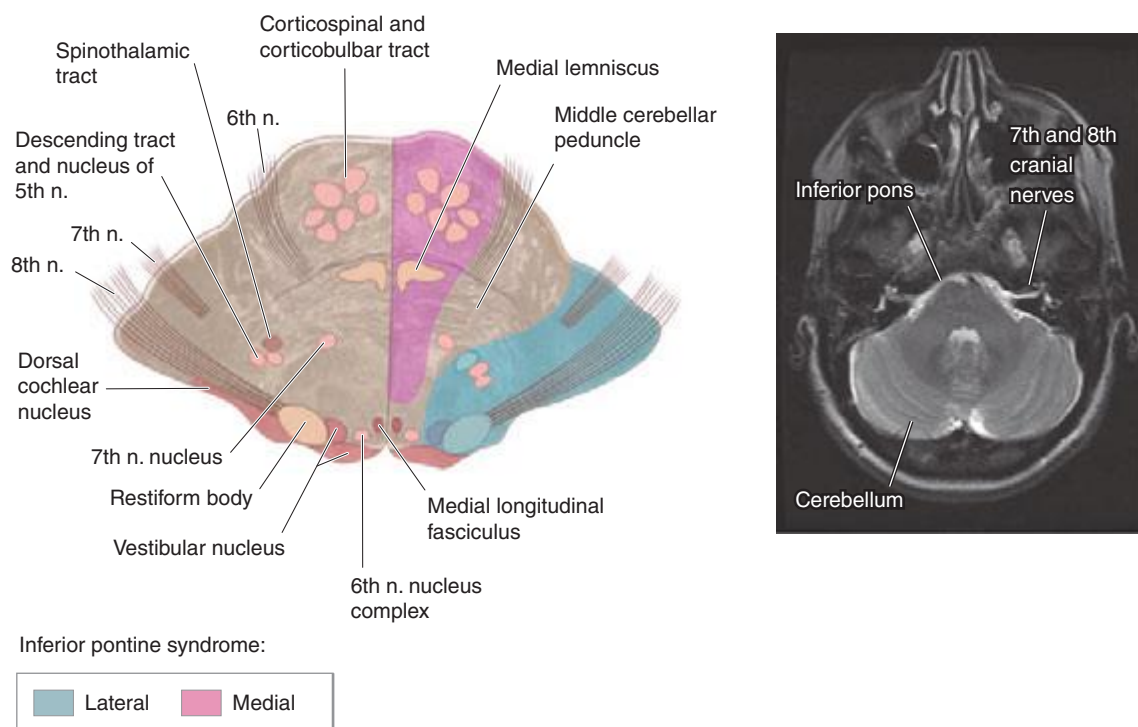 Corticospinal and
corticobulbar tract
Spinothalamic
tract
Medial lemniscus
6th n.
Middle cerebellar
peduncle
Descending tract
and nucleus of
5th n.
7th n.
8th n.
Dorsal
cochlear
nucleus
7th n. nucleus
Restiform body
Vestibular nucleus
Medial longitudinal
fasciculus
6th n. nucleus
complex
Inferior pontine syndrome:
Lateral
Medial
7th and 8th
cranial
nerves
Inferior pons
Cerebellum